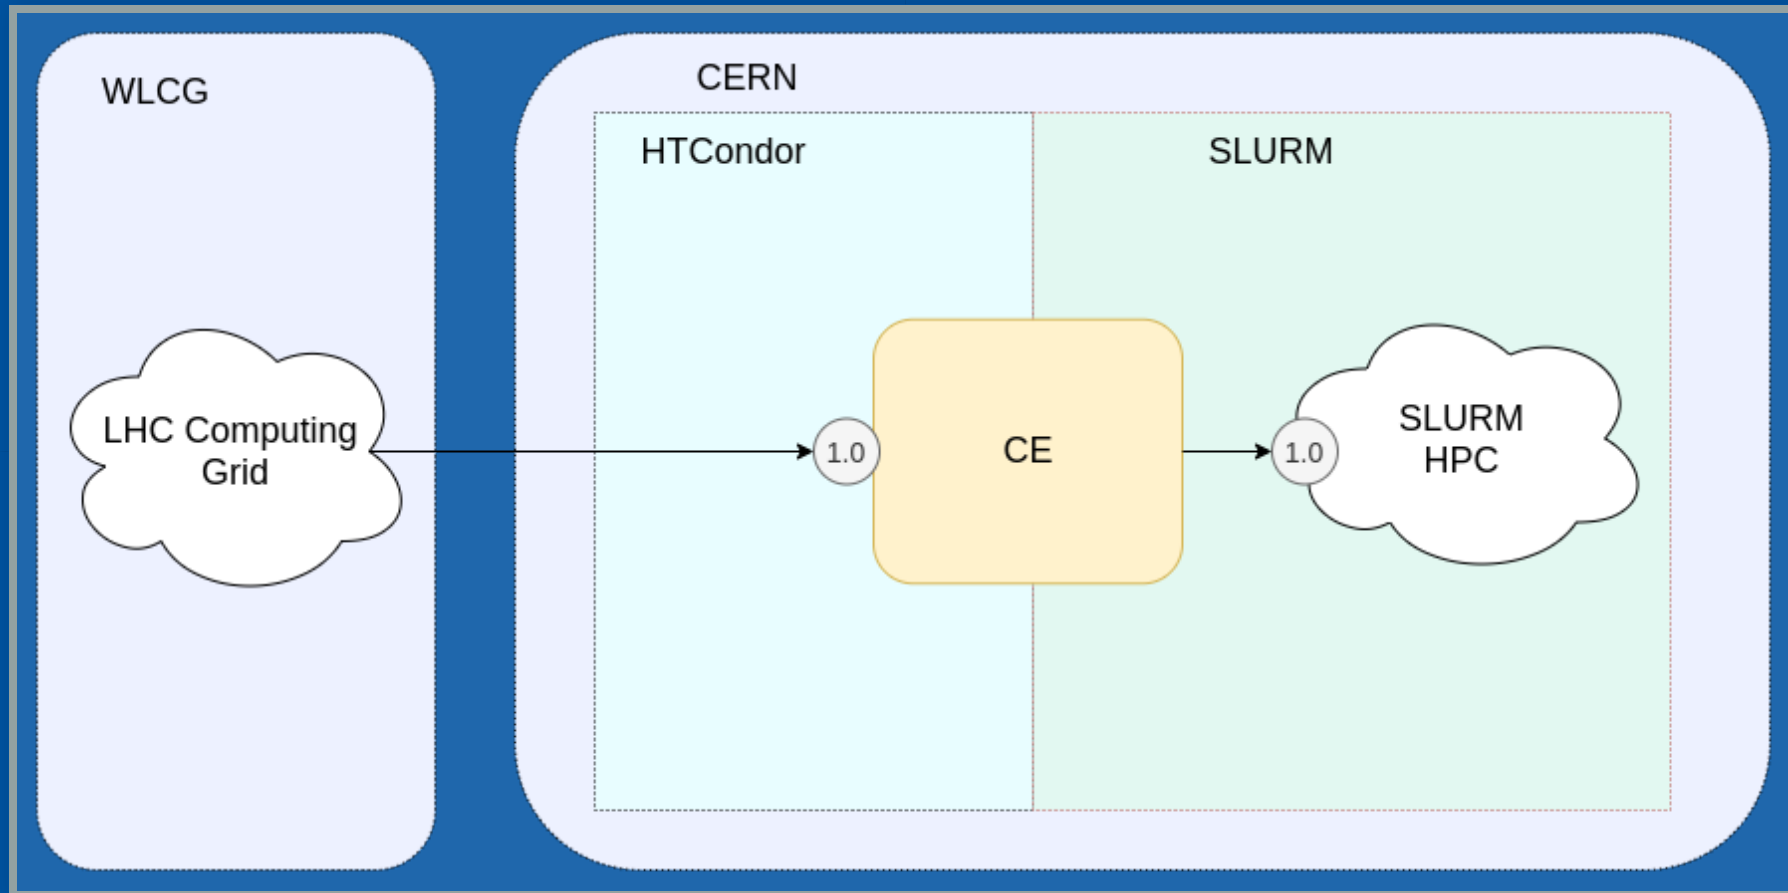 WLCG
CERN
HTCondor
SLURM
LHC Computing
Grid
1.0
CE
1.0
SLURM
HPC